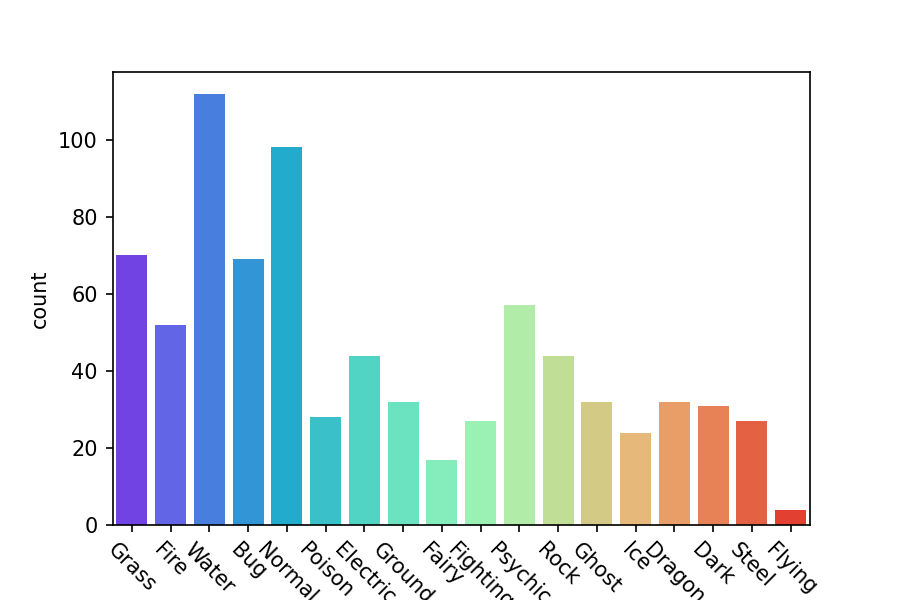 100
80
60
40
20
0
count
Grass
Fire
Water
Bug
Normal
Poison
Electric
Ground
Fairy
Fighting
Psychic
Rock
Ghost
Ice
Dragon
Dark
Steel
Flying